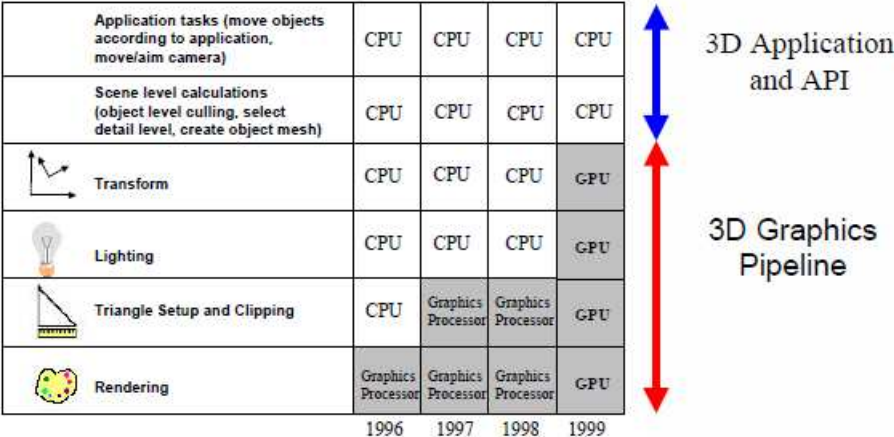 Application tasks (move objects
according to application,
move/aim camera)
CPU CPU CPU CPU
Scene level calculations
(object level culling, select
detail level, create object mesh)
CPU CPU CPU CPU
3D Application
and API
Transform
CPU CPU CPU GPU
Lighting
CPU CPU CPU GPU
Triangle Setup and Clipping
CPU
Graphics
Processor
Graphics
Processor
GPU
Rendering
Graphics
Processor
Graphics
Processor
Graphics
Processor
GPU
3D Graphics
Pipeline
1996 1997 1998 1999